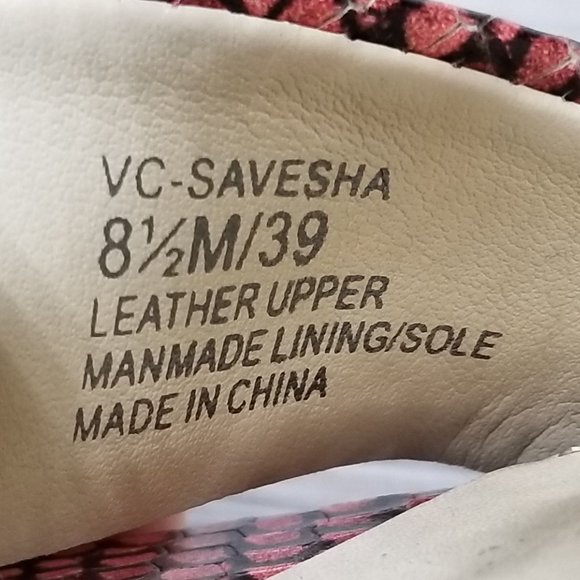 VC-SAVESHA
8½M/39
LEATHER UPPER
MANMADE LINING/SOLE
MADE IN CHINA